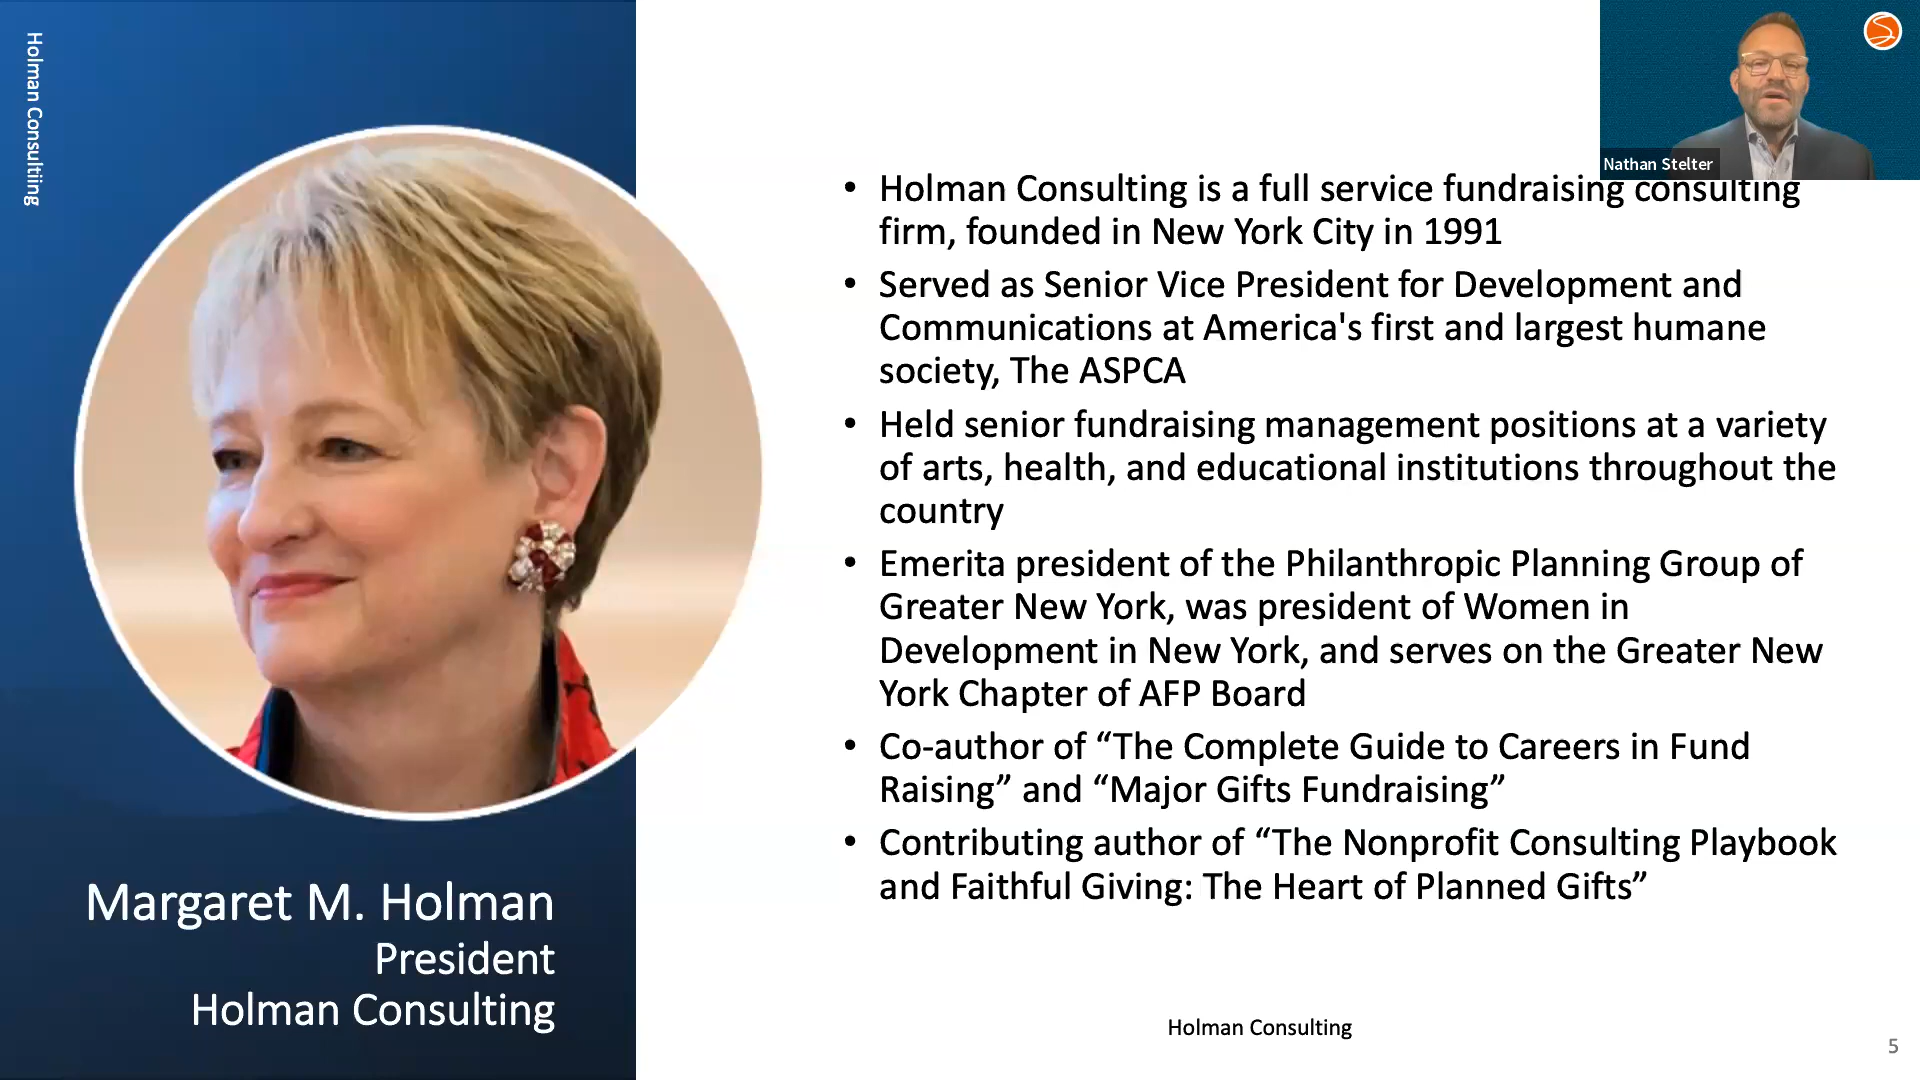 Holman Consultiing
Nathan Stelter
• Holman Consulting is a full service fundraising consulting
firm, founded in New York City in 1991
• Served as Senior Vice President for Development and
Communications at America's first and largest humane
society, The ASPCA
• Held senior fundraising management positions at a variety
of arts, health, and educational institutions throughout the
country
• Emerita president of the Philanthropic Planning Group of
Greater New York, was president of Women in
Development in New York, and serves on the Greater New
York Chapter of AFP Board
• Co-author of “The Complete Guide to Careers in Fund
Raising” and “Major Gifts Fundraising”
• Contributing author of “The Nonprofit Consulting Playbook
and Faithful Giving: The Heart of Planned Gifts”
Margaret M. Holman
President
Holman Consulting
Holman Consulting
5